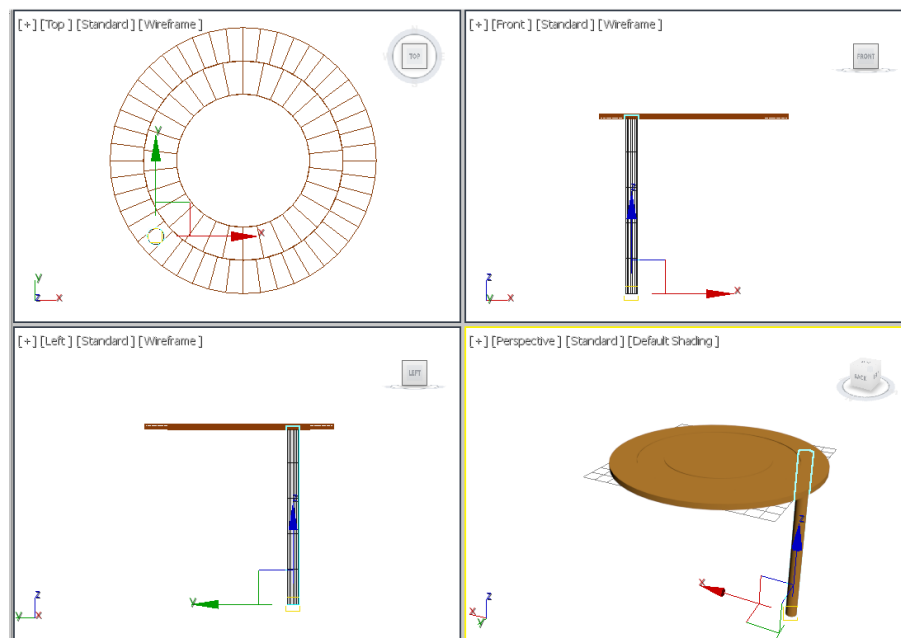 [+] [Top] [Standard] [Wireframe]
TOP
y
x
y
z x
[+] [Front] [Standard] [Wireframe]
FRONT
z
x
z
y x
[+] [Left] [Standard] [Wireframe]
LEFT
z
y
z
y x
[+] [Perspective] [Standard] [Default Shading]
BACK
z
x
z
x
y